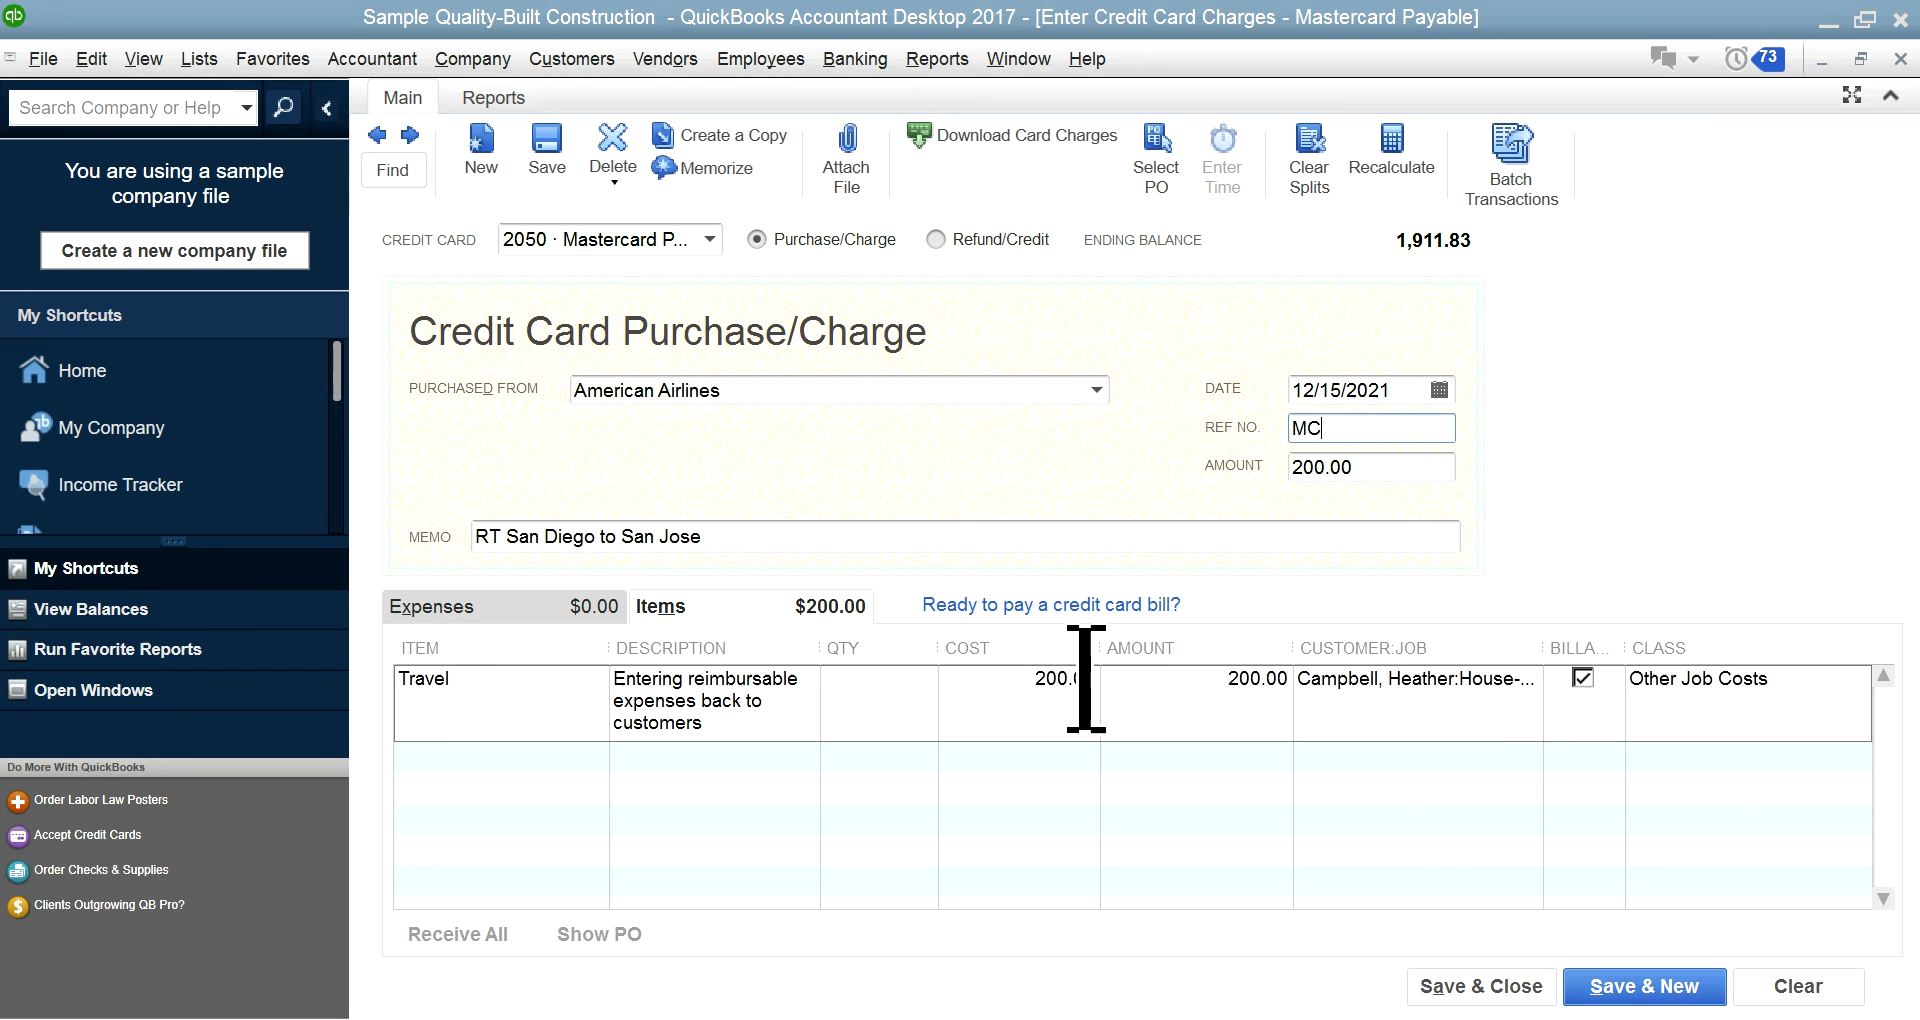 qb
Sample Quality-Built Construction - QuickBooks Accountant Desktop 2017 - [Enter Credit Card Charges - Mastercard Payable]
File Edit View Lists Favorites Accountant Company Customers Vendors Employees Banking Reports Window Help
73
Search Company or Help
Main Reports
You are using a sample
company file
Create a new company file
Find
New
Save
Delete
Create a Copy
Memorize
Attach
File
Download Card Charges
Select
PO
Enter
Time
Clear
Splits
Recalculate
Batch
Transactions
CREDIT CARD 2050 · Mastercard P... Purchase/Charge Refund/Credit ENDING BALANCE 1,911.83
My Shortcuts
Home
My Company
Income Tracker
My Shortcuts
View Balances
Run Favorite Reports
Open Windows
Do More With QuickBooks
Order Labor Law Posters
Accept Credit Cards
Order Checks & Supplies
Clients Outgrowing QB Pro?
Credit Card Purchase/Charge
PURCHASED FROM American Airlines
DATE 12/15/2021
REF NO. MC
AMOUNT 200.00
MEMO RT San Diego to San Jose
Expenses $0.00 Items $200.00 Ready to pay a credit card bill?
ITEM DESCRIPTION QTY COST AMOUNT CUSTOMER:JOB BILLA... CLASS
Travel Entering reimbursable 200.0 200.00 Campbell, Heather:House-... Other Job Costs
expenses back to
customers
Receive All Show PO
Save & Close Save & New Clear